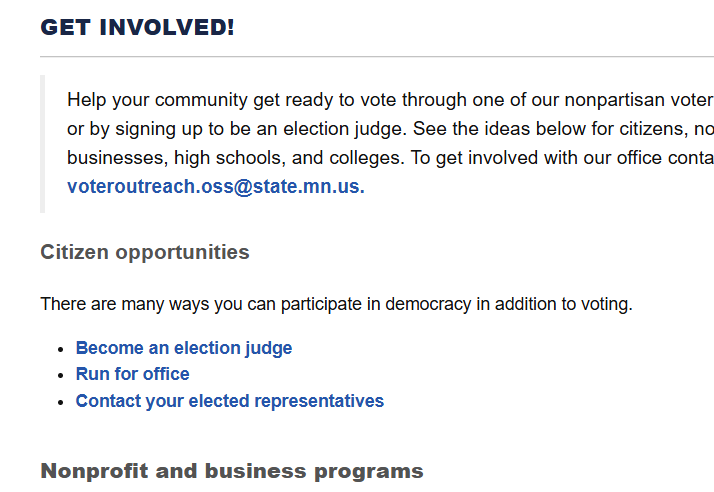 GET INVOLVED!
Help your community get ready to vote through one of our nonpartisan voter
or by signing up to be an election judge. See the ideas below for citizens, no
businesses, high schools, and colleges. To get involved with our office conta
voteroutreach.oss@state.mn.us.
Citizen opportunities
There are many ways you can participate in democracy in addition to voting.
• Become an election judge
• Run for office
• Contact your elected representatives
Nonprofit and business programs